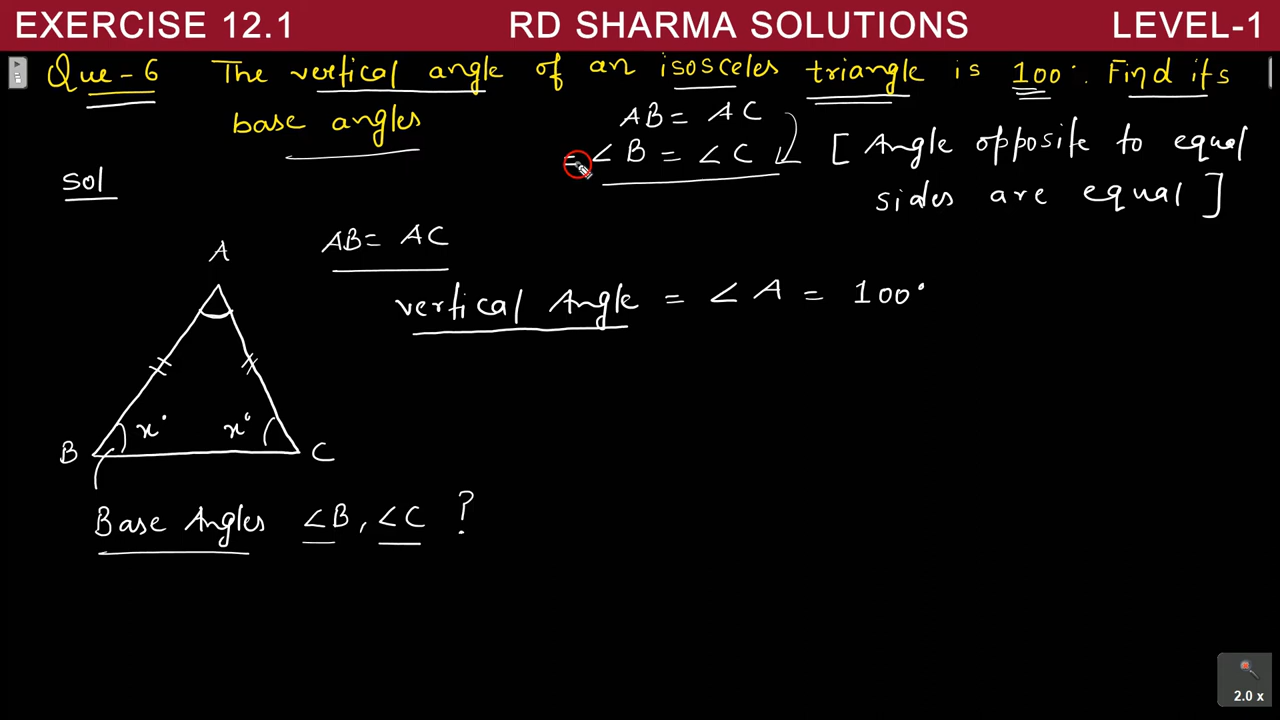 EXERCISE 12.1 RD SHARMA SOLUTIONS LEVEL-1
Que-6 The vertical angle of an isosceles triangle is 100°. Find its
base angles
AB = AC
= ∠B = ∠C [Angle opposite to equal
sides are equal]
Sol
AB = AC
A
vertical Angle = ∠A = 100°
x° x°
B C
Base Angles ∠B, ∠C ?
2.0 x